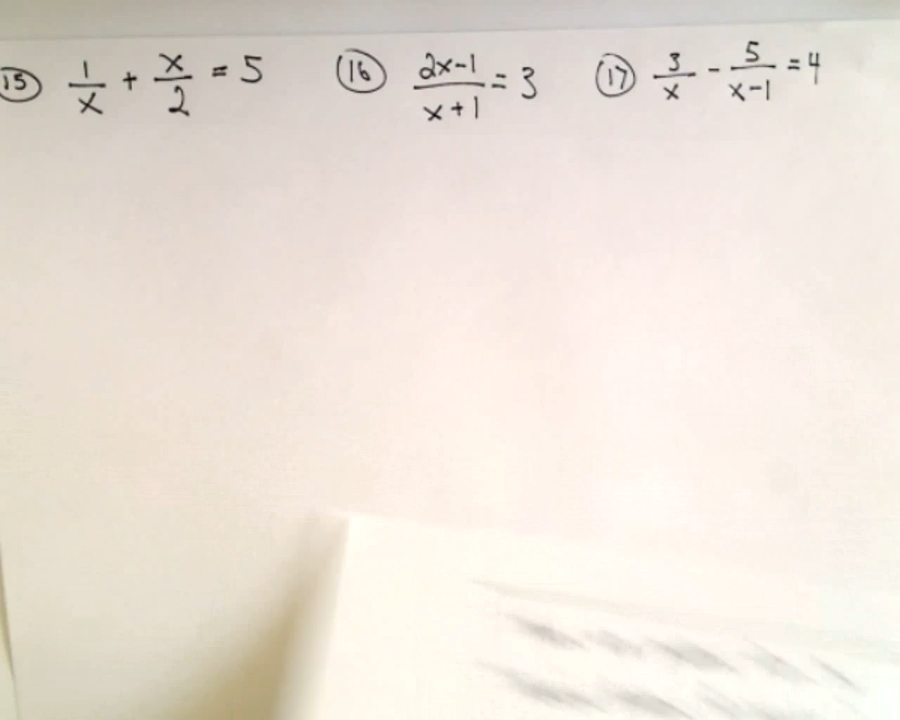 (15) 1/x + x/2 = 5 (16) (2x-1)/(x+1) = 3 (17) 3/x - 5/(x-1) = 4